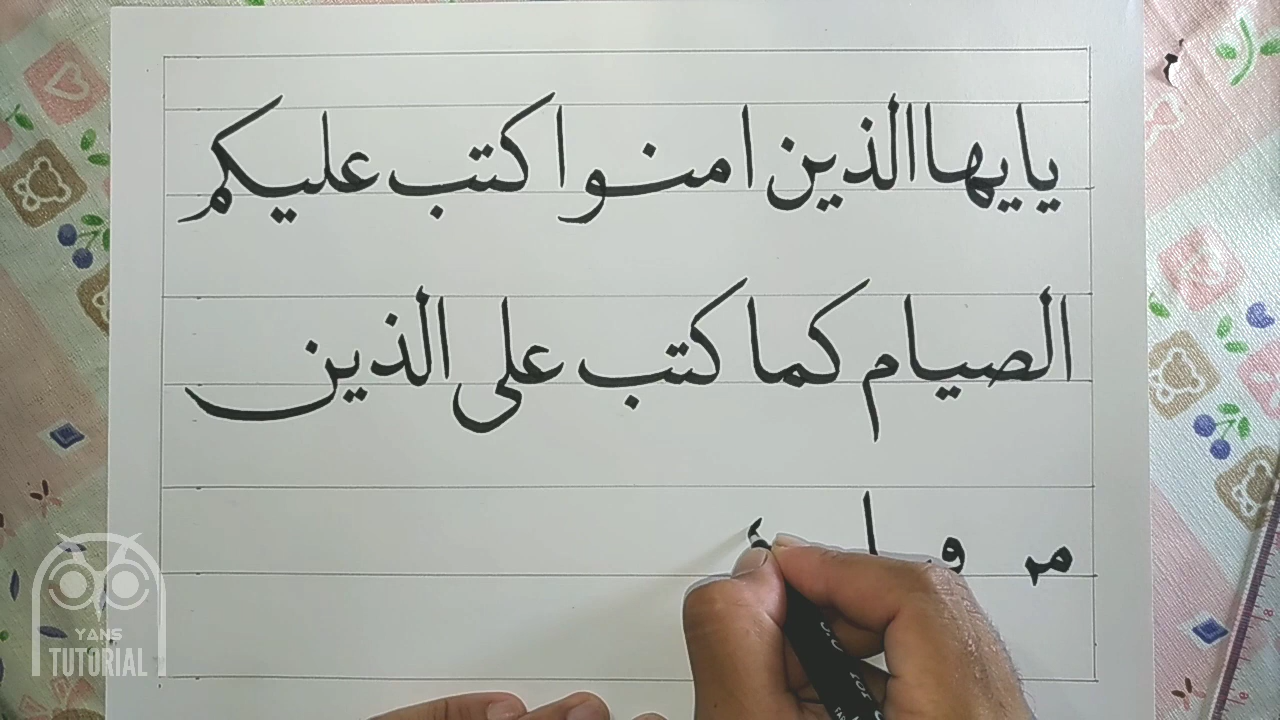 يايها الذين امنوا كتب عليكم
الصيام كما كتب على الذين
YANS
TUTORIAL